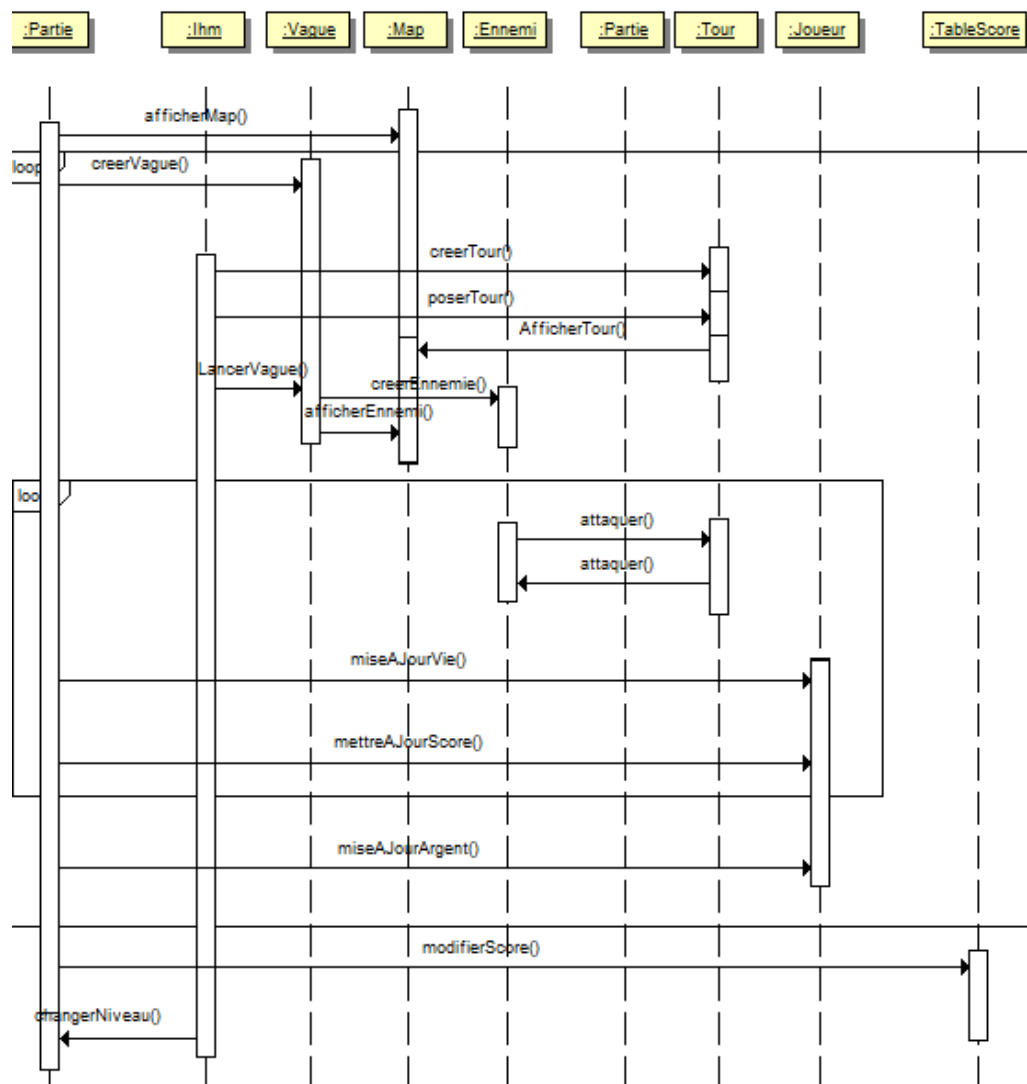 :Partie
:Ihm
:Vague
:Map
:Ennemi
:Partie
:Tour
:Joueur
:TableScore
afficherMap()
loop
creerVague()
creerTour()
poserTour()
AfficherTour()
LancerVague()
creerEnnemie()
afficherEnnemi()
loo
attaquer()
attaquer()
miseAJourVie()
mettreAJourScore()
miseAJourArgent()
modifierScore()
changerNiveau()